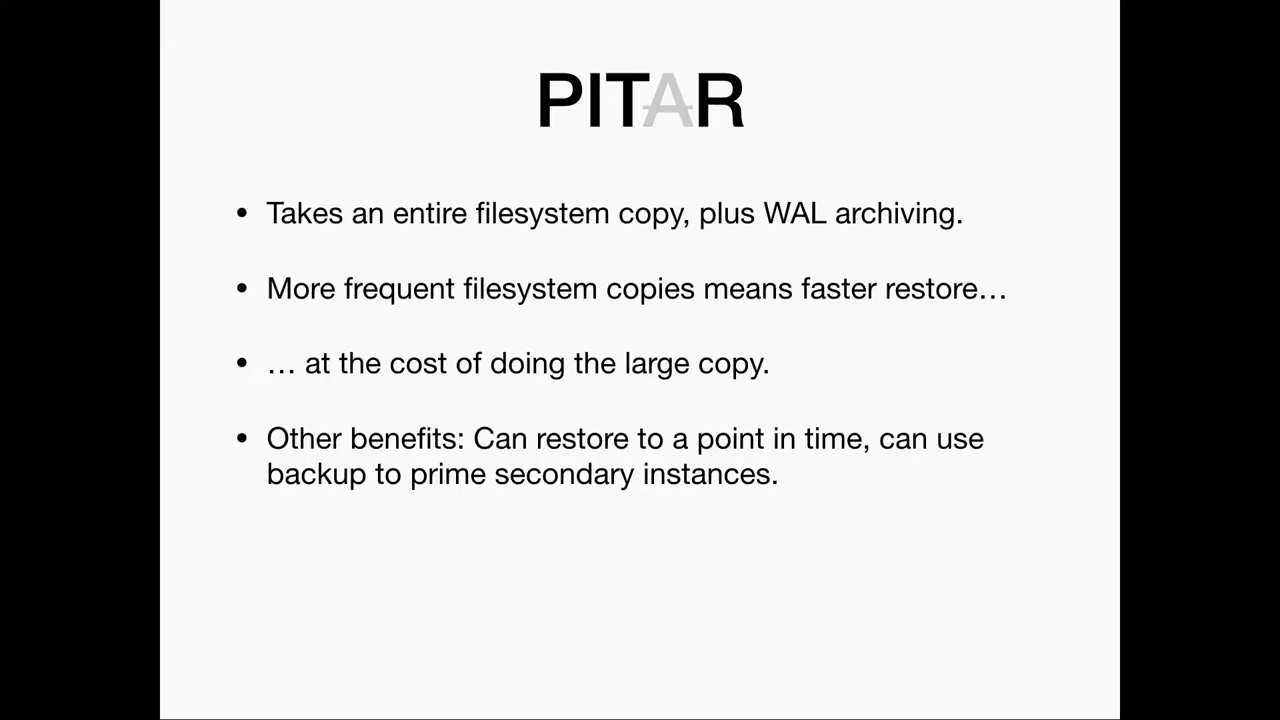 PITAR
• Takes an entire filesystem copy, plus WAL archiving.
• More frequent filesystem copies means faster restore…
• … at the cost of doing the large copy.
• Other benefits: Can restore to a point in time, can use
backup to prime secondary instances.